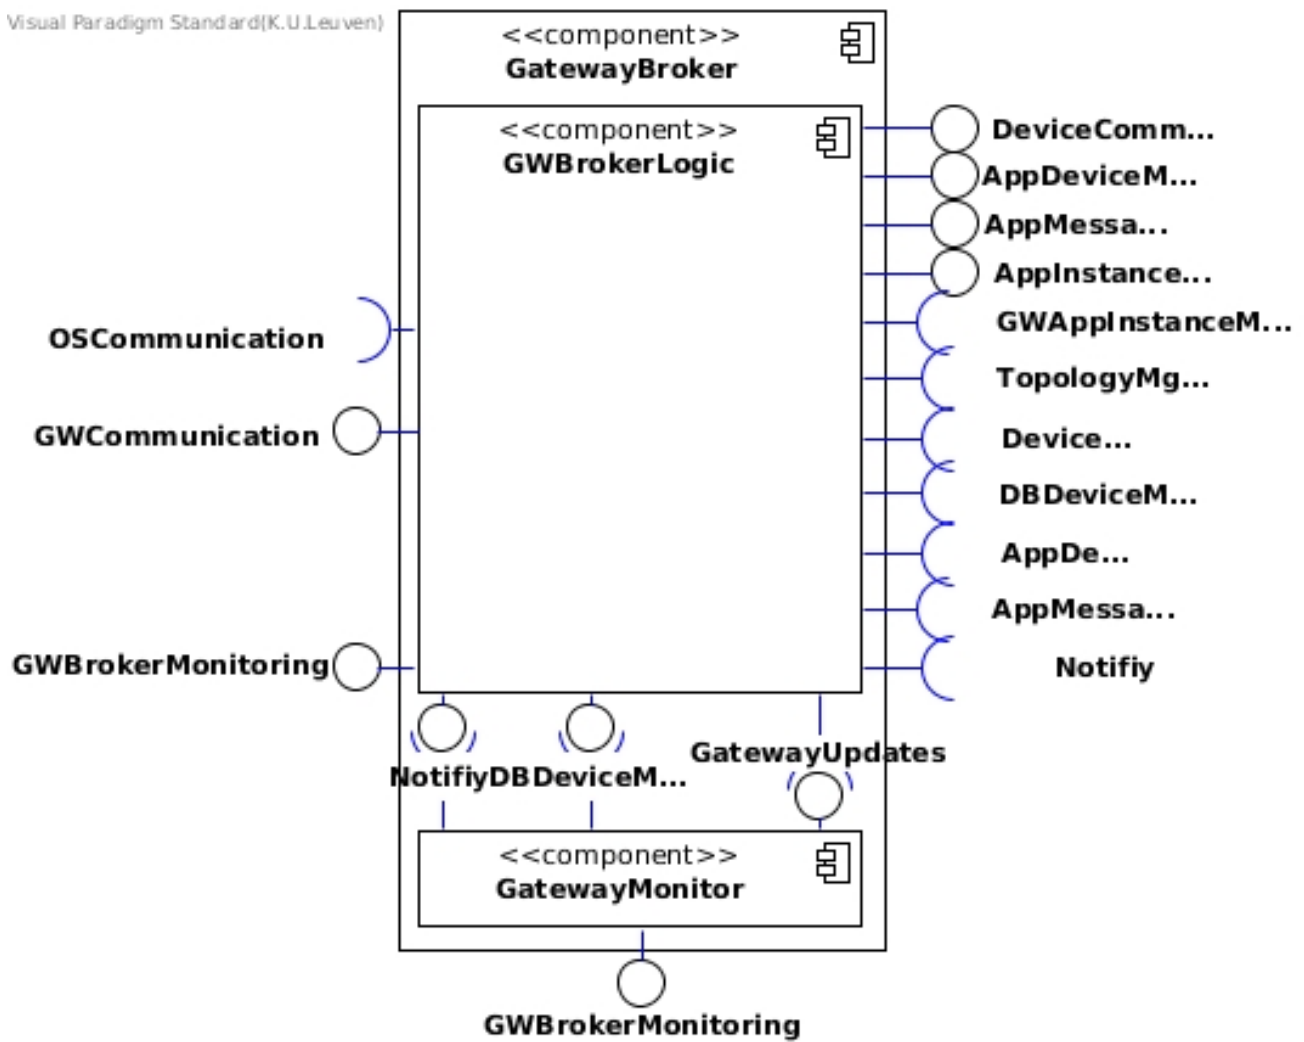 Visual Paradigm Standard(K.U.Leuven)
<<component>>
GatewayBroker
<<component>>
GWBrokerLogic
DeviceComm...
AppDeviceM...
AppMessa...
AppInstance...
GWAppInstanceM...
OSCommunication
TopologyMg...
GWCommunication
Device...
DBDeviceM...
AppDe...
AppMessa...
GWBrokerMonitoring
Notifiy
GatewayUpdates
NotifiyDBDeviceM...
<<component>>
GatewayMonitor
GWBrokerMonitoring